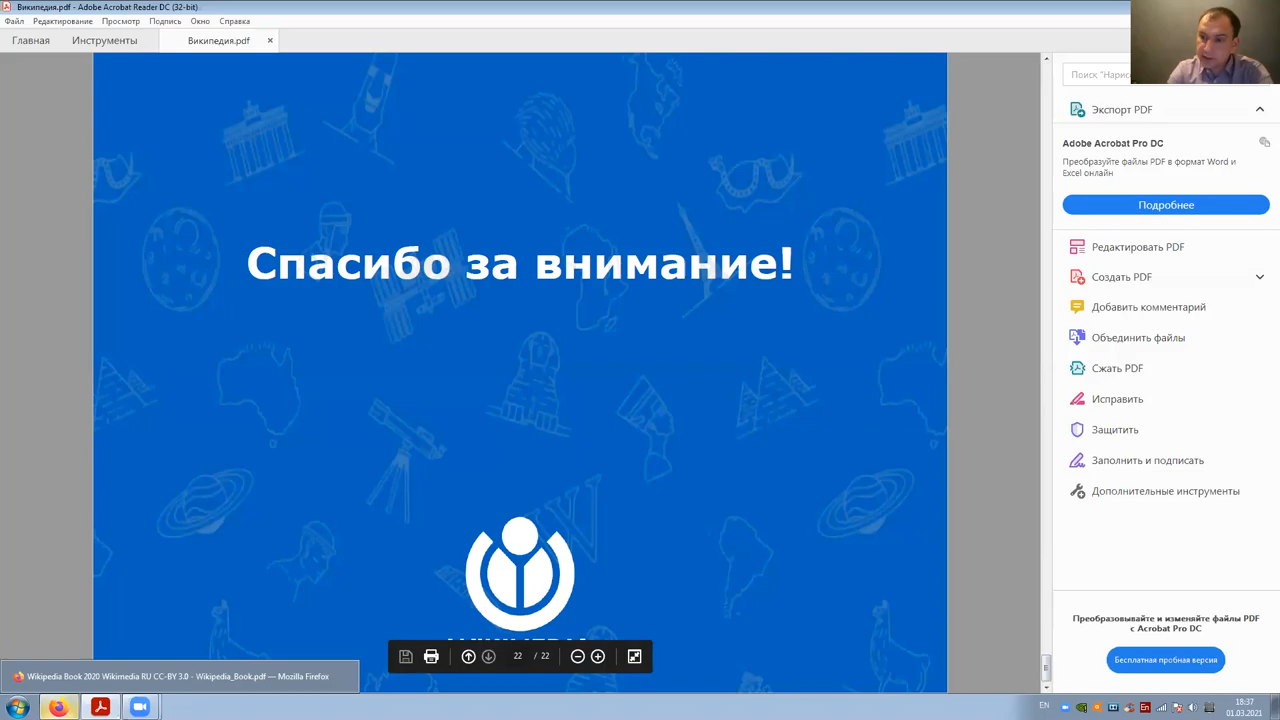 Википедия.pdf - Adobe Acrobat Reader DC (32-bit)
Файл Редактирование Просмотр Подпись Окно Справка
Главная Инструменты Википедия.pdf ×
Экспорт PDF
Adobe Acrobat Pro DC
Преобразуйте файлы PDF в формат Word и
Excel онлайн
Подробнее
Редактировать PDF
Создать PDF
Добавить комментарий
Объединить файлы
Сжать PDF
Исправить
Защитить
Заполнить и подписать
Дополнительные инструменты
Преобразовывайте и изменяйте файлы PDF
с Acrobat Pro DC
Бесплатная пробная версия
Спасибо за внимание!
22 / 22
Wikipedia Book 2020 Wikimedia RU CC-BY 3.0 - Wikipedia_Book.pdf — Mozilla Firefox
EN
18:37
01.03.2021